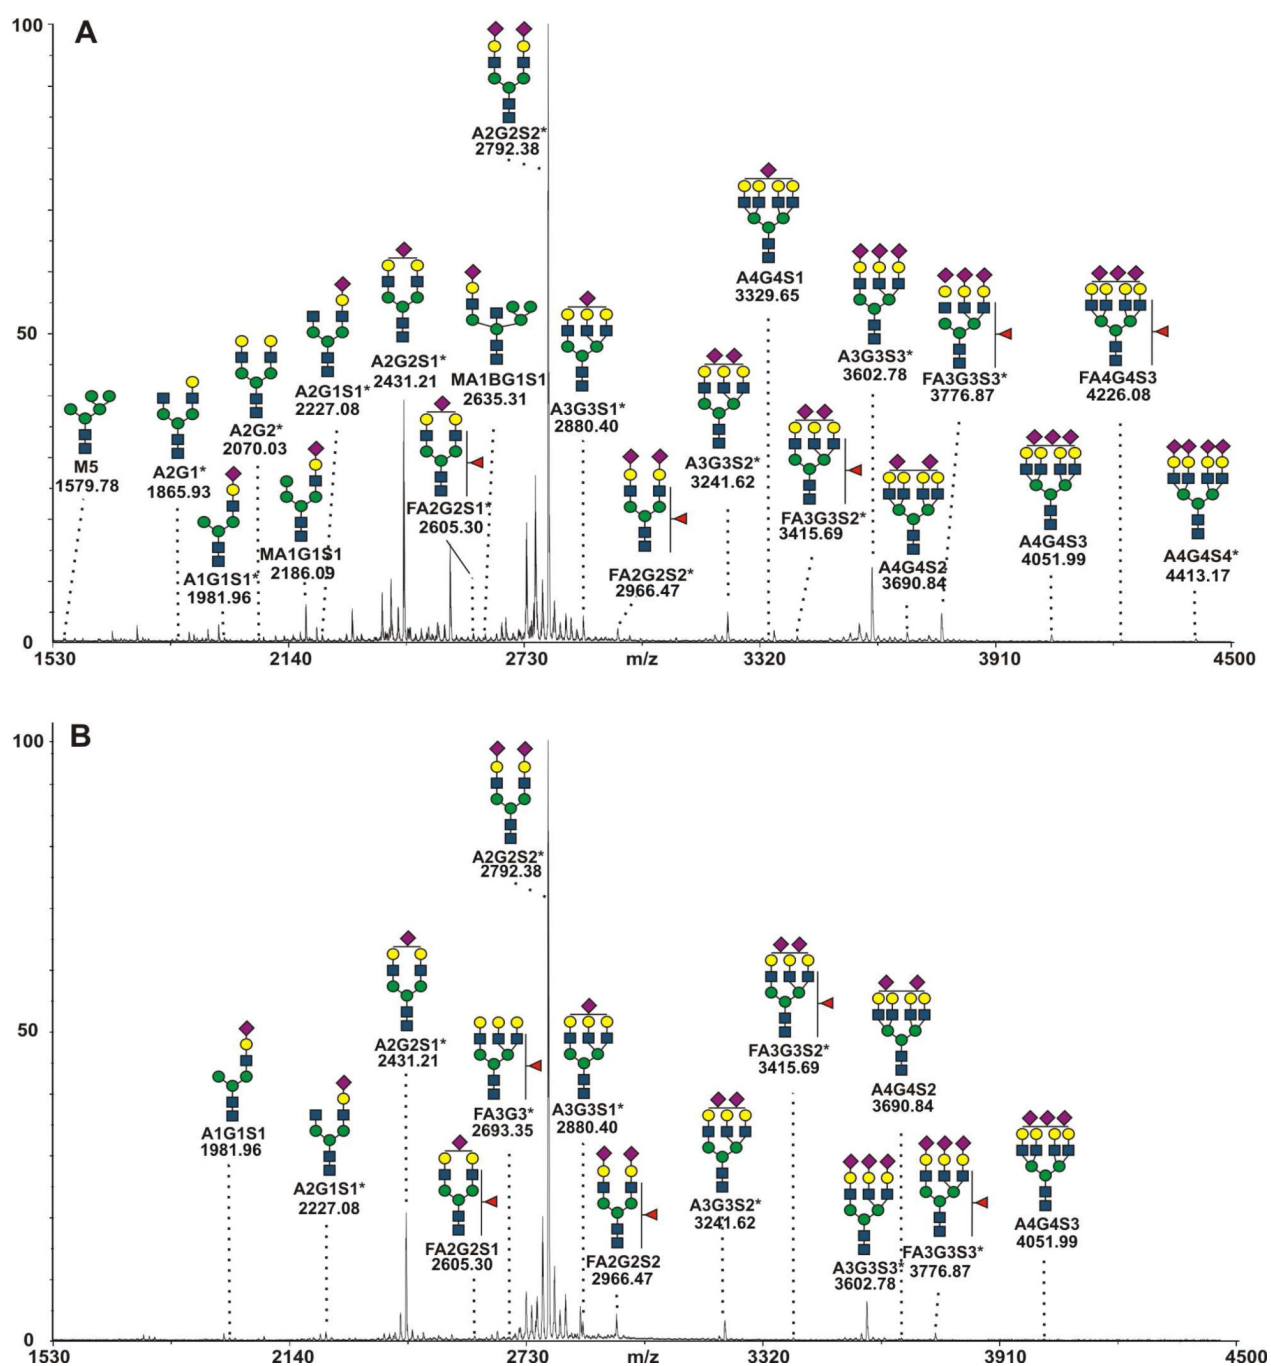 100
A
A2G2S2*
2792.38
A4G4S1
3329.65
50
A2G2S1*
2431.21
MA1BG1S1
2635.31
A3G3S1*
2880.40
A3G3S3*
3602.78
FA3G3S3*
3776.87
FA4G4S3
4226.08
A2G1S1*
2227.08
M5
1579.78
A2G1*
1865.93
A2G2*
2070.03
A3G3S2*
3241.62
FA2G2S1*
2605.30
FA3G3S2*
3415.69
A4G4S3
4051.99
A4G4S4*
4413.17
A1G1S1*
1981.96
MA1G1S1
2186.09
FA2G2S2*
2966.47
A4G4S2
3690.84
0
1530 2140 2730 m/z 3320 3910 4500
B
100
A2G2S2*
2792.38
50
A2G2S1*
2431.21
FA3G3S2*
3415.69
A4G4S2
3690.84
A1G1S1
1981.96
FA3G3*
2693.35
A3G3S1*
2880.40
A2G1S1*
2227.08
A3G3S2*
3241.62
A4G4S3
4051.99
FA2G2S1
2605.30
FA2G2S2
2966.47
A3G3S3*
3602.78
FA3G3S3*
3776.87
0
1530 2140 2730 m/z 3320 3910 4500